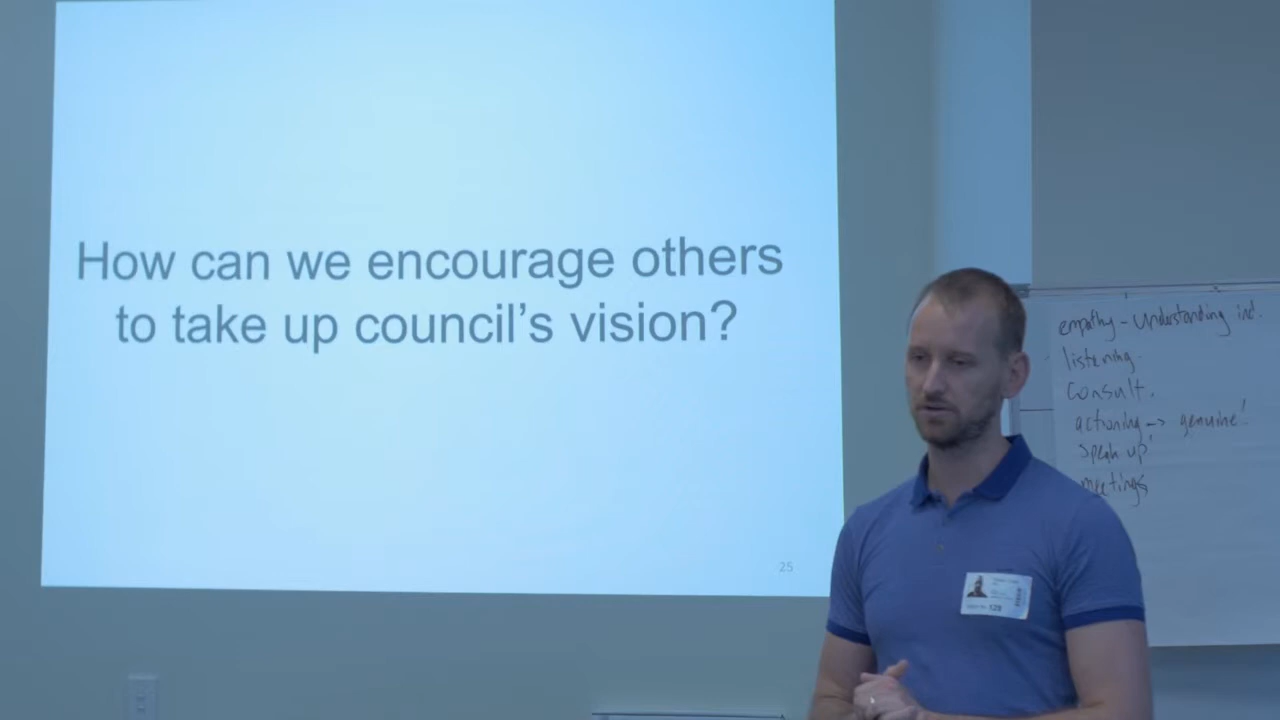 How can we encourage others
to take up council's vision?
25
empathy - Understanding ind.
listening.
Consult.
actioning -> genuine!
speak up!
meetings
129